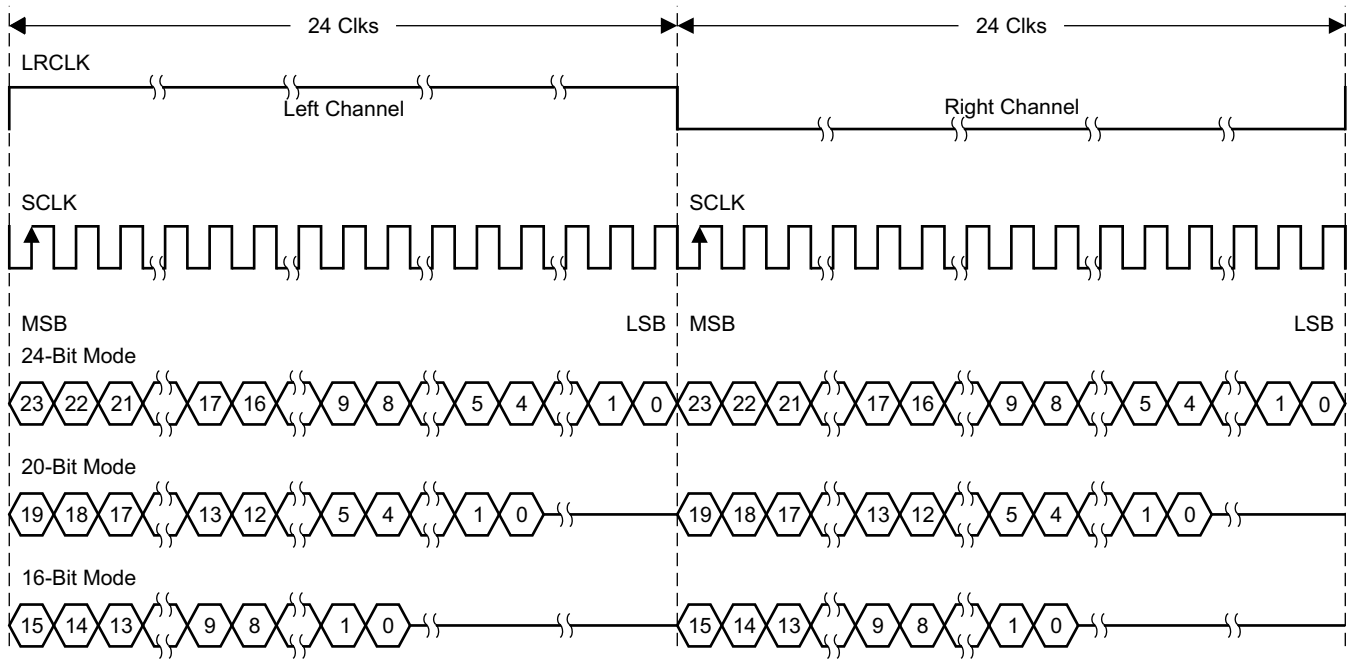 24 Clks 24 Clks
LRCLK
Left Channel Right Channel
SCLK SCLK
MSB LSB MSB LSB
24-Bit Mode
23 22 21 17 16 9 8 5 4 1 0 23 22 21 17 16 9 8 5 4 1 0
20-Bit Mode
19 18 17 13 12 5 4 1 0 19 18 17 13 12 5 4 1 0
16-Bit Mode
15 14 13 9 8 1 0 15 14 13 9 8 1 0